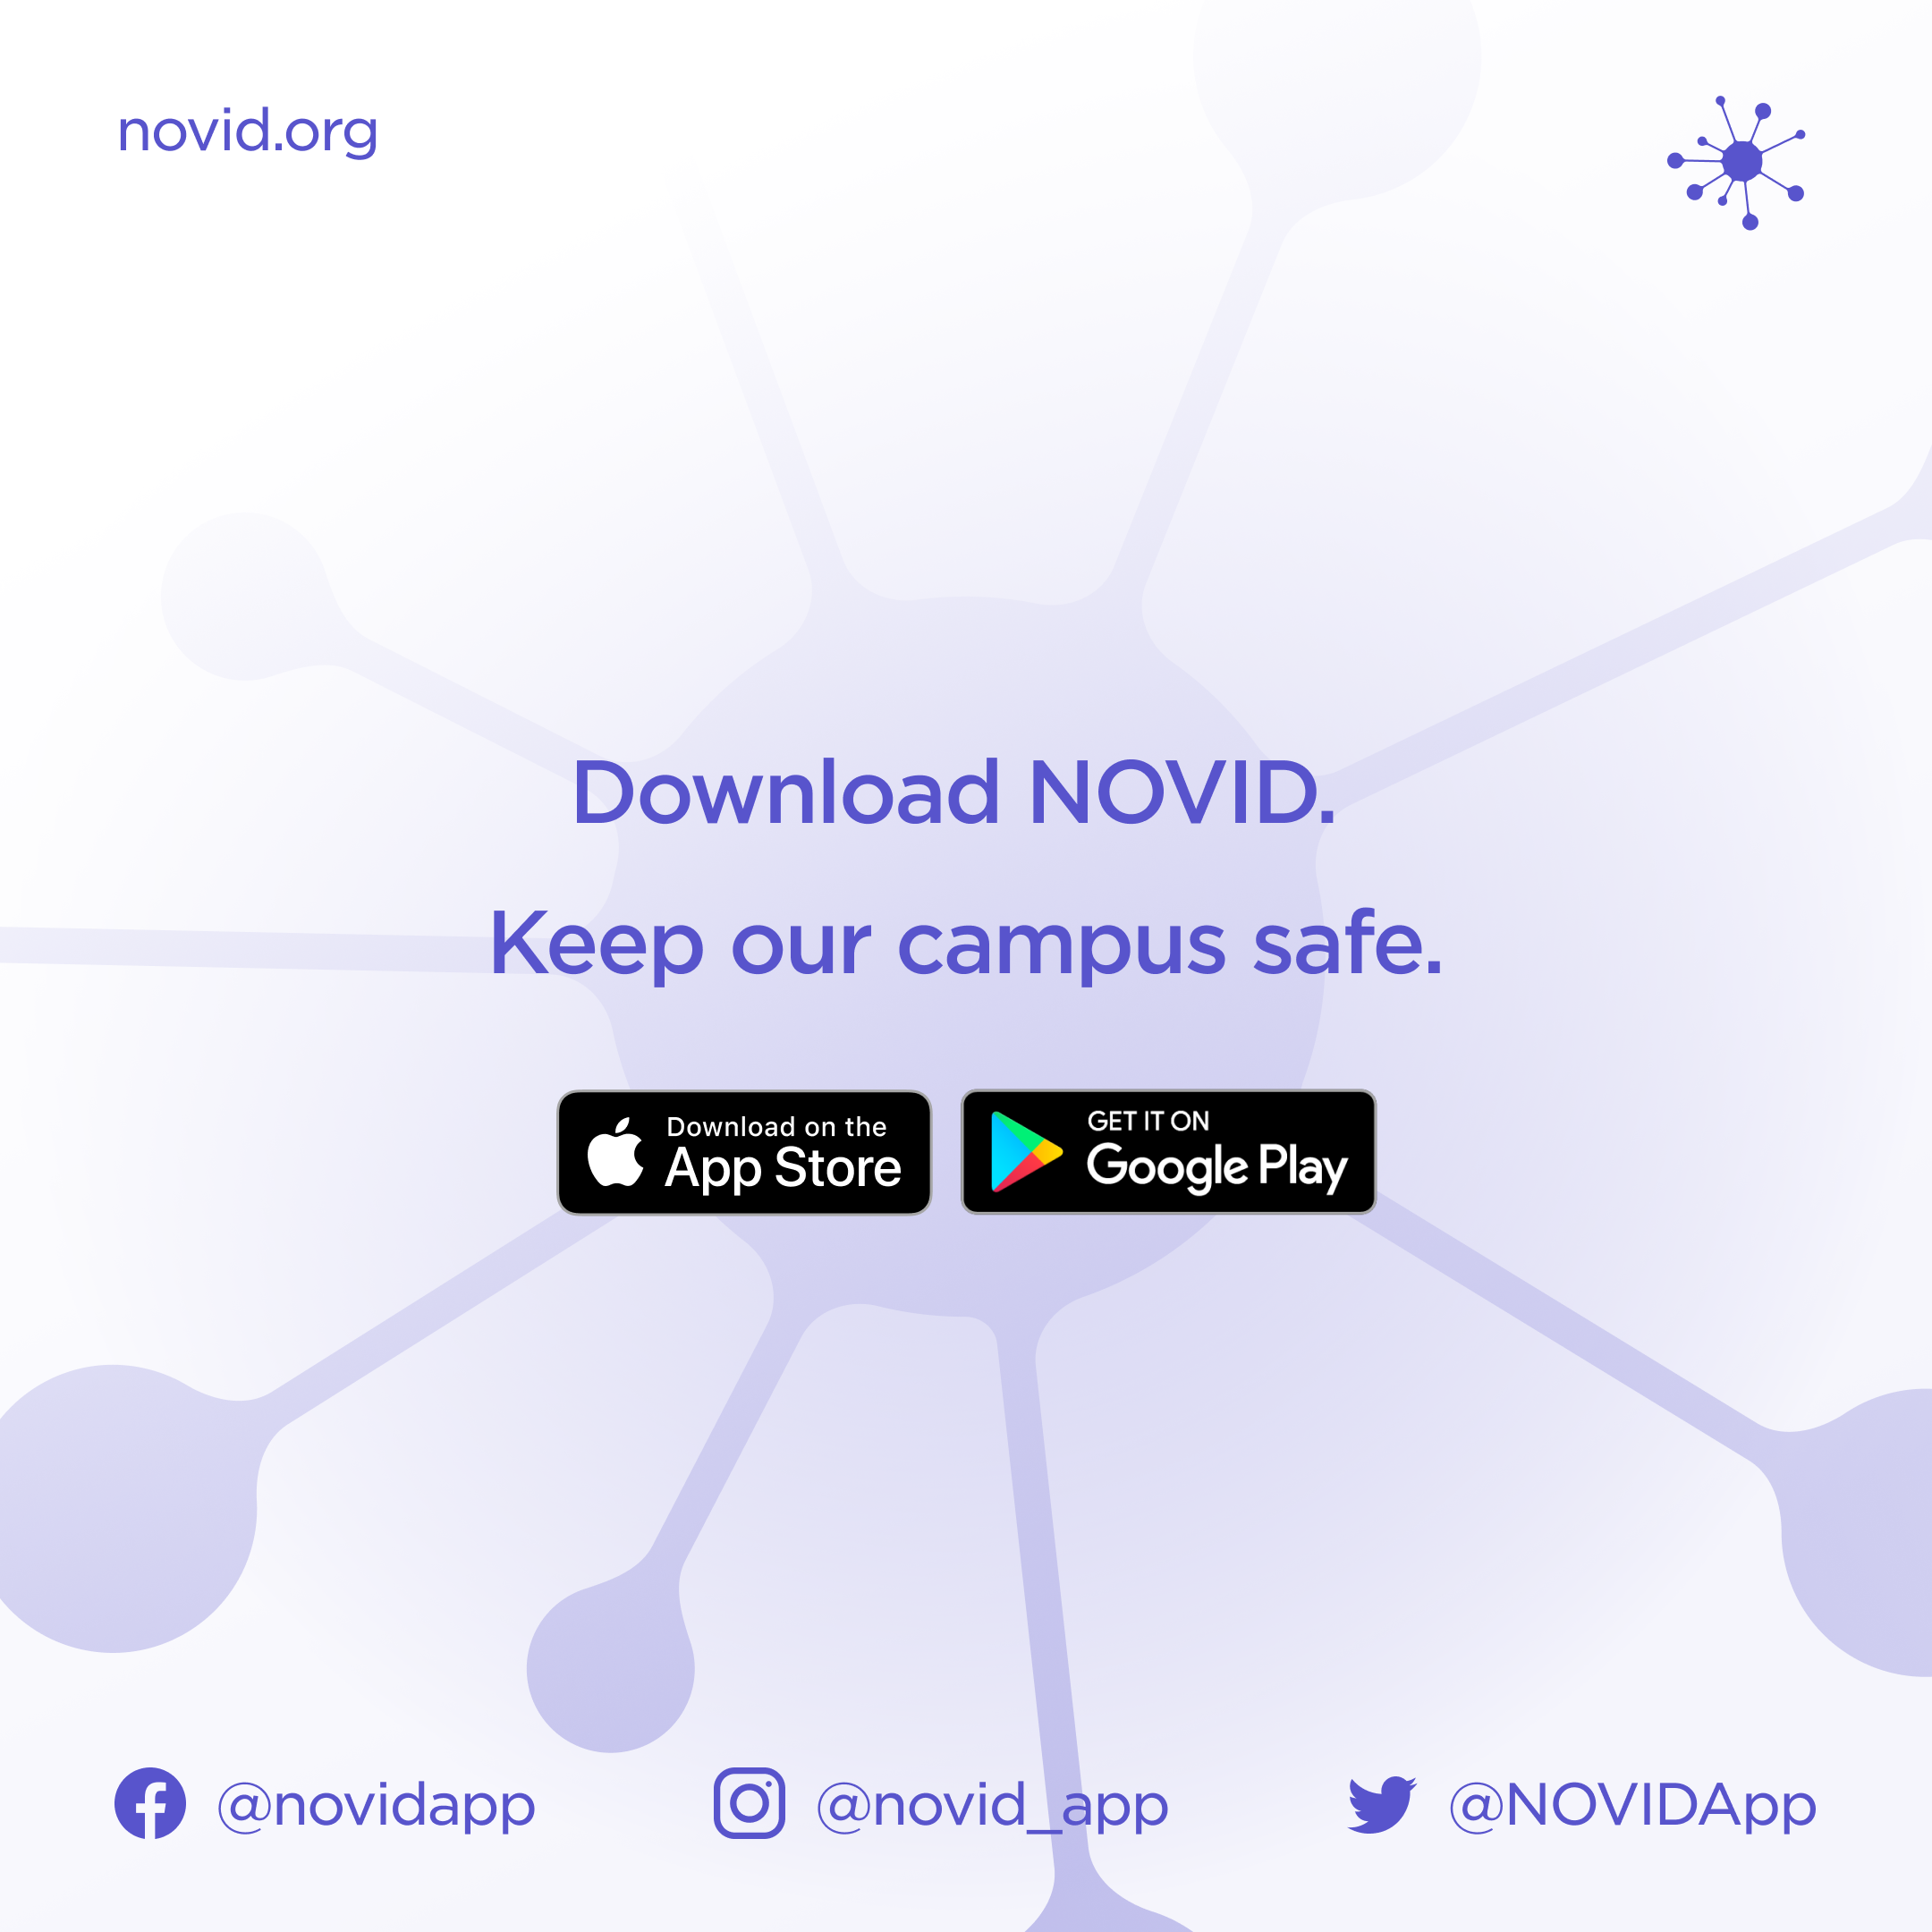 novid.org
Download NOVID.
Keep our campus safe.
Download on the
App Store
GET IT ON
Google Play
@novidapp
@novid_app
@NOVIDApp